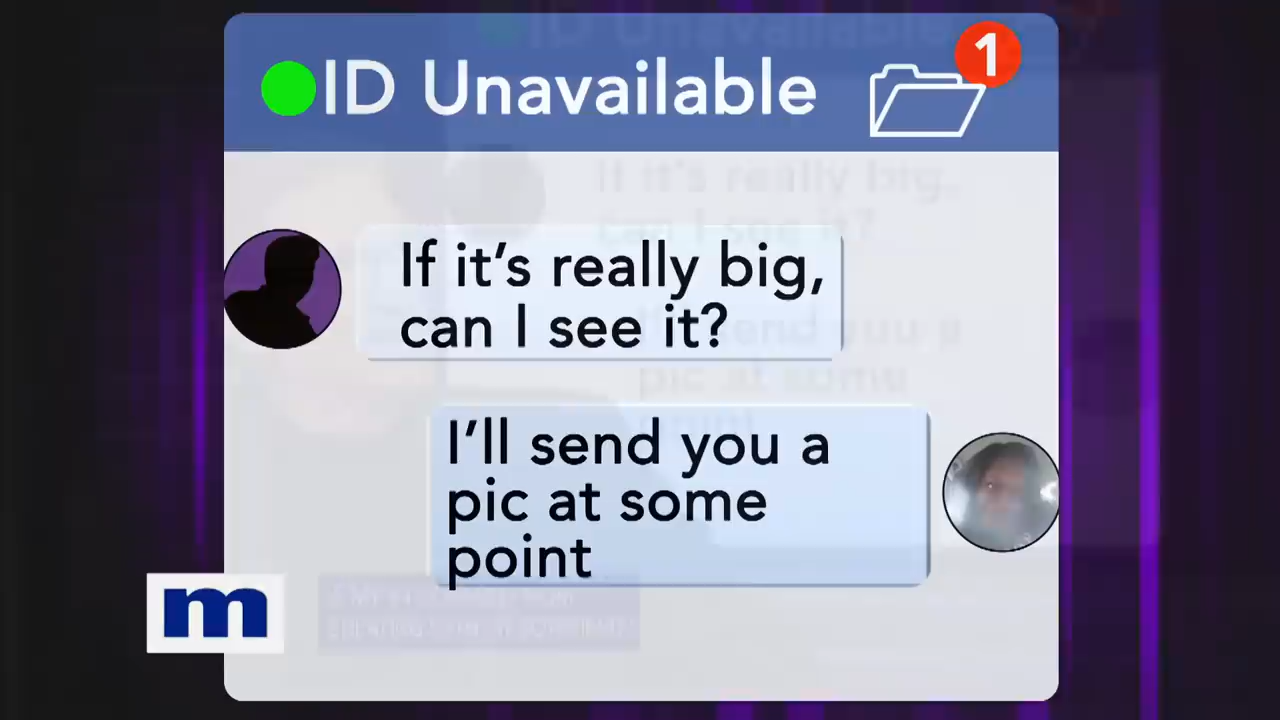 ID Unavailable
1
If it's really big,
can I see it?
I'll send you a
pic at some
point
m